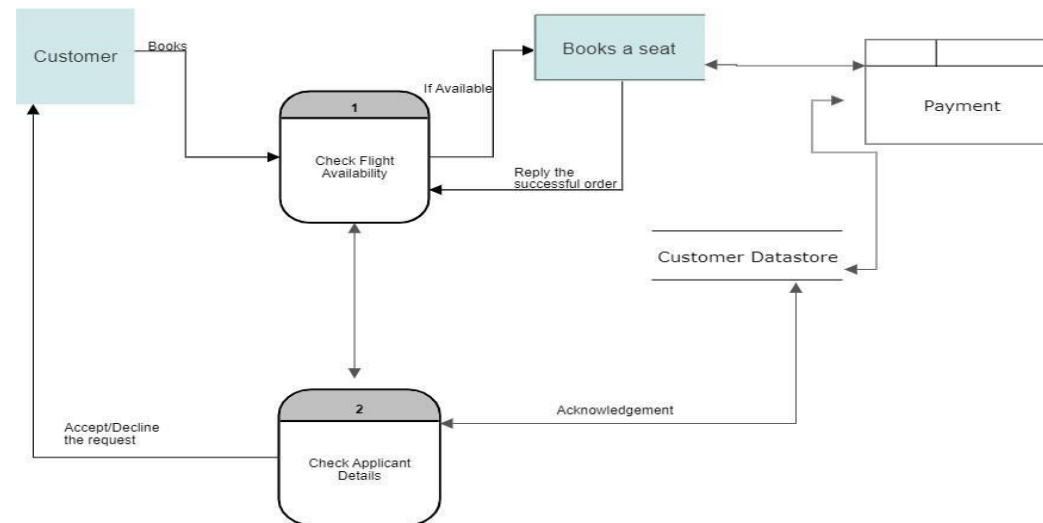 Customer
Books
Books a seat
If Available
1
Check Flight
Availability
Payment
Reply the
successful order
Customer Datastore
2
Check Applicant
Details
Acknowledgement
Accept/Decline
the request